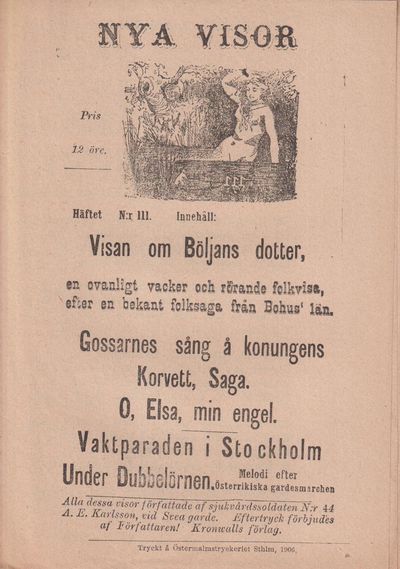 NYA VISOR
Pris
12 öre.
Häftet N:r III. Innehåll:
Visan om Böljans dotter,
en ovanligt vacker och rörande folkvisa,
efter en bekant folksaga från Bohus' län.
Gossarnes sång å konungens
Korvett, Saga.
O, Elsa, min engel.
Vaktparaden i Stockholm
Under Dubbelörnen. Melodi efter
Österrikiska gardesmarchen
Alla dessa visor författade af sjukvårdssoldaten N:r 44
A. E. Karlsson, vid Svea garde. Eftertryck förbjudes
af Författaren! Kronwalls förlag.
Tryckt å Östermalmstryckeriet Sthlm, 1906,